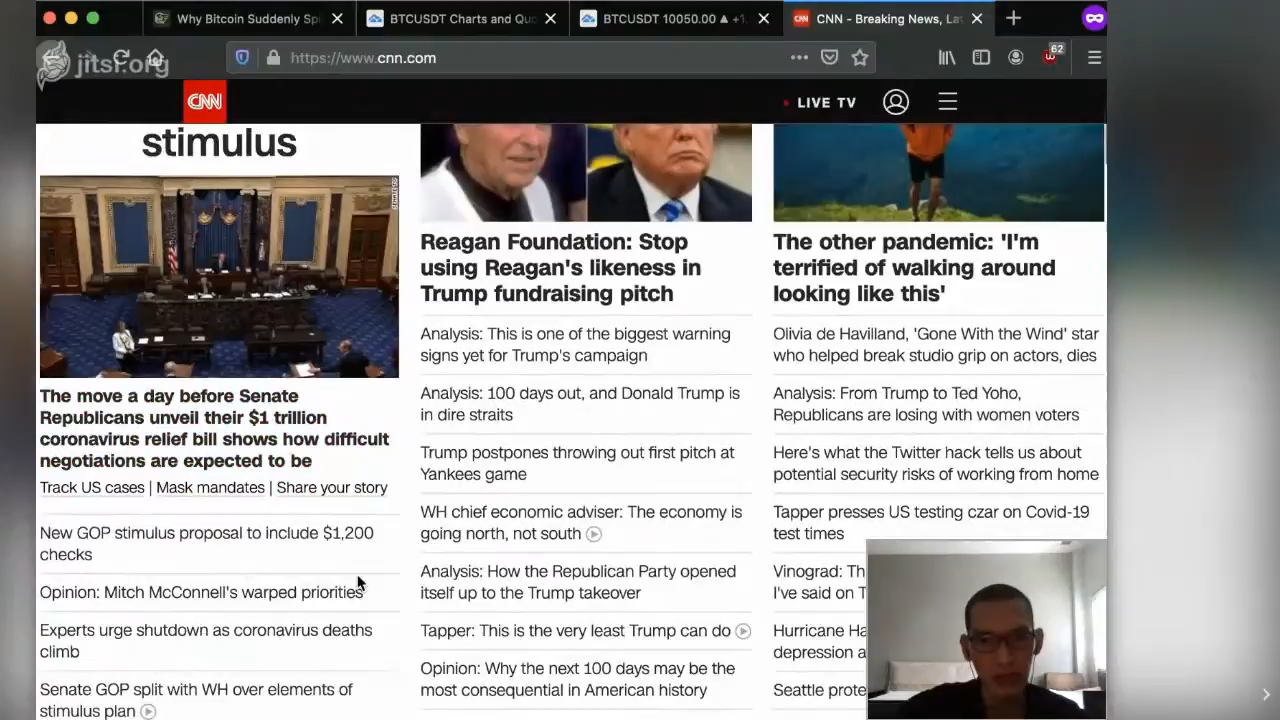 Why Bitcoin Suddenly Sp
BTCUSDT Charts and Quo
BTCUSDT 10050.00 ▲ +1.
CNN - Breaking News, Lat
https://www.cnn.com
62
jitsi.org
CNN
LIVE TV
stimulus
The move a day before Senate
Republicans unveil their $1 trillion
coronavirus relief bill shows how difficult
negotiations are expected to be
Track US cases | Mask mandates | Share your story
New GOP stimulus proposal to include $1,200
checks
Opinion: Mitch McConnell's warped priorities
Experts urge shutdown as coronavirus deaths
climb
Senate GOP split with WH over elements of
stimulus plan
Reagan Foundation: Stop
using Reagan's likeness in
Trump fundraising pitch
Analysis: This is one of the biggest warning
signs yet for Trump's campaign
Analysis: 100 days out, and Donald Trump is
in dire straits
Trump postpones throwing out first pitch at
Yankees game
WH chief economic adviser: The economy is
going north, not south
Analysis: How the Republican Party opened
itself up to the Trump takeover
Tapper: This is the very least Trump can do
Opinion: Why the next 100 days may be the
most consequential in American history
The other pandemic: 'I'm
terrified of walking around
looking like this'
Olivia de Havilland, 'Gone With the Wind' star
who helped break studio grip on actors, dies
Analysis: From Trump to Ted Yoho,
Republicans are losing with women voters
Here's what the Twitter hack tells us about
potential security risks of working from home
Tapper presses US testing czar on Covid-19
test times
Vinograd: Th
I've said on T
Hurricane Ha
depression a
Seattle prote